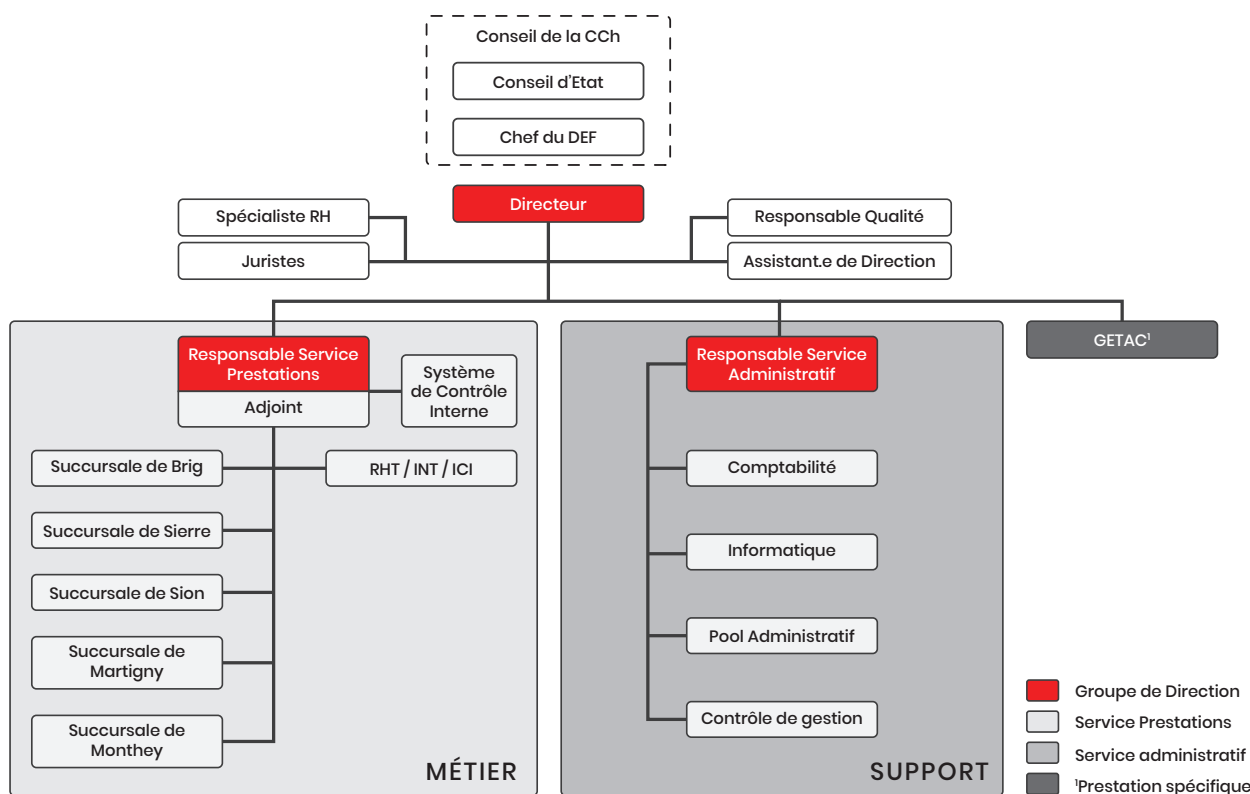 Conseil de la CCh
Conseil d'Etat
Chef du DEF
Directeur
Spécialiste RH
Responsable Qualité
Juristes
Assistant.e de Direction
Responsable Service
Prestations
Adjoint
Système
de Contrôle
Interne
Succursale de Brig
RHT / INT / ICI
Succursale de Sierre
Succursale de Sion
Succursale de
Martigny
Succursale de
Monthey
MÉTIER
Responsable Service
Administratif
Comptabilité
Informatique
Pool Administratif
Contrôle de gestion
SUPPORT
GETAC¹
Groupe de Direction
Service Prestations
Service administratif
¹Prestation spécifique